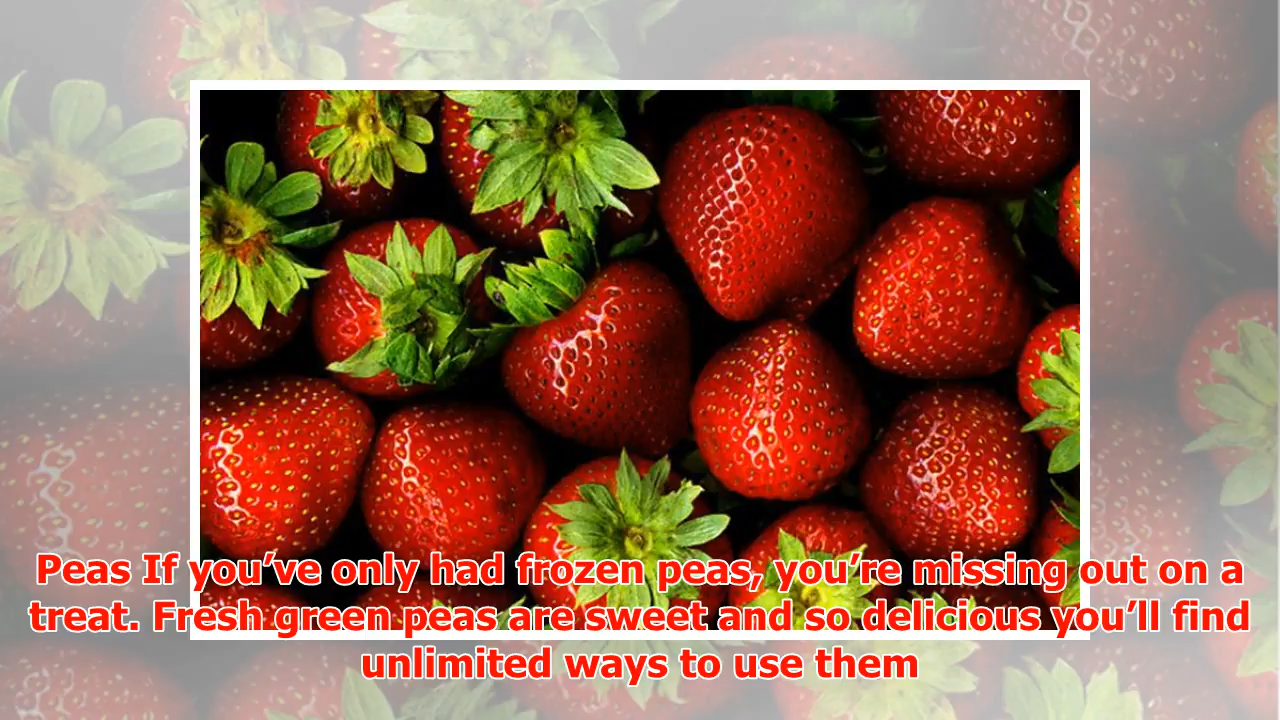 Peas If you’ve only had frozen peas, you’re missing out on a
treat. Fresh green peas are sweet and so delicious you’ll find
unlimited ways to use them